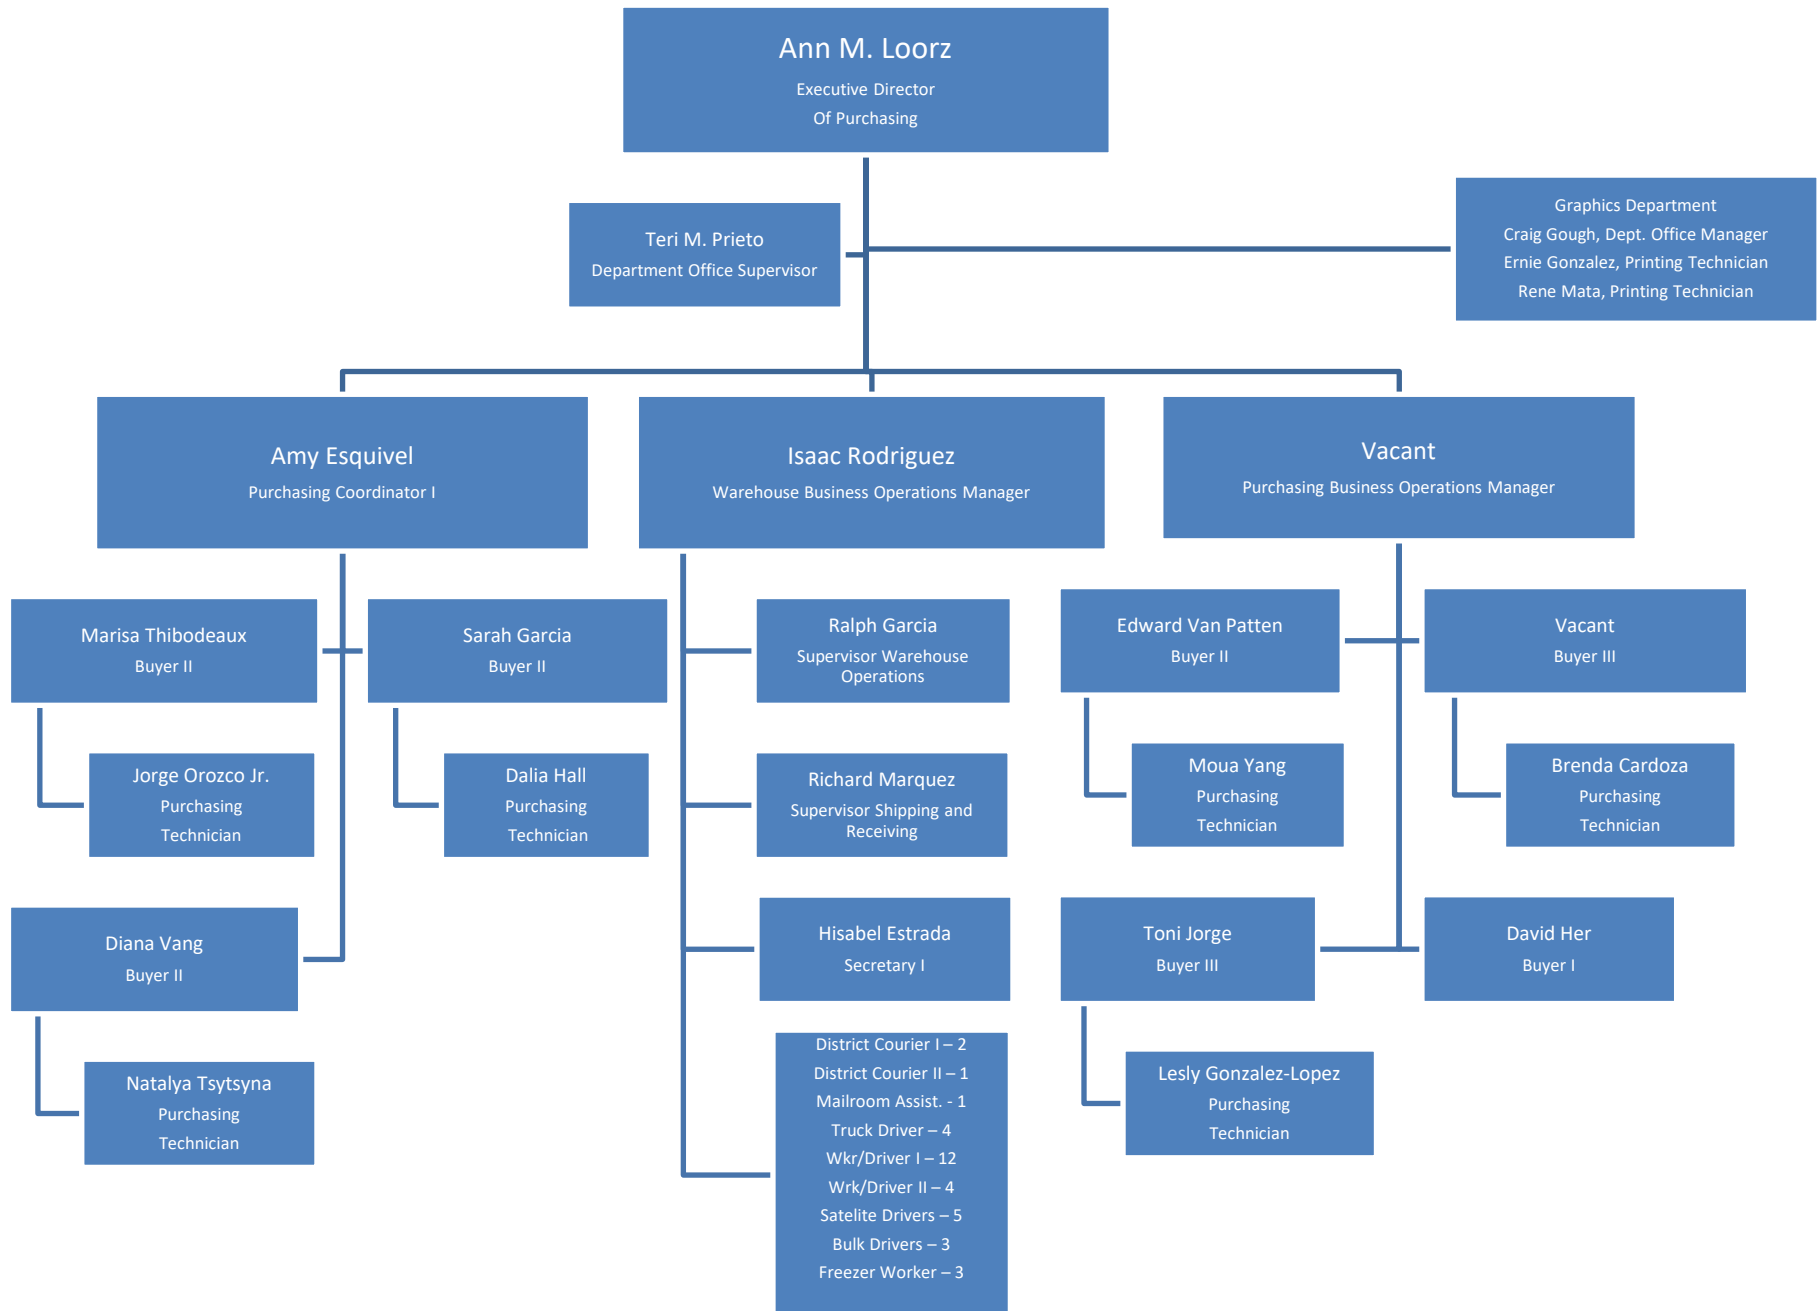 Ann M. Loorz
Executive Director
Of Purchasing
Teri M. Prieto
Department Office Supervisor
Graphics Department
Craig Gough, Dept. Office Manager
Ernie Gonzalez, Printing Technician
Rene Mata, Printing Technician
Amy Esquivel
Purchasing Coordinator I
Isaac Rodriguez
Warehouse Business Operations Manager
Vacant
Purchasing Business Operations Manager
Marisa Thibodeaux
Buyer II
Sarah Garcia
Buyer II
Jorge Orozco Jr.
Purchasing
Technician
Dalia Hall
Purchasing
Technician
Diana Vang
Buyer II
Natalya Tsytsyna
Purchasing
Technician
Ralph Garcia
Supervisor Warehouse
Operations
Richard Marquez
Supervisor Shipping and
Receiving
Hisabel Estrada
Secretary I
District Courier I – 2
District Courier II – 1
Mailroom Assist. - 1
Truck Driver – 4
Wkr/Driver I – 12
Wrk/Driver II – 4
Satelite Drivers – 5
Bulk Drivers – 3
Freezer Worker – 3
Edward Van Patten
Buyer II
Vacant
Buyer III
Moua Yang
Purchasing
Technician
Brenda Cardoza
Purchasing
Technician
Toni Jorge
Buyer III
David Her
Buyer I
Lesly Gonzalez-Lopez
Purchasing
Technician